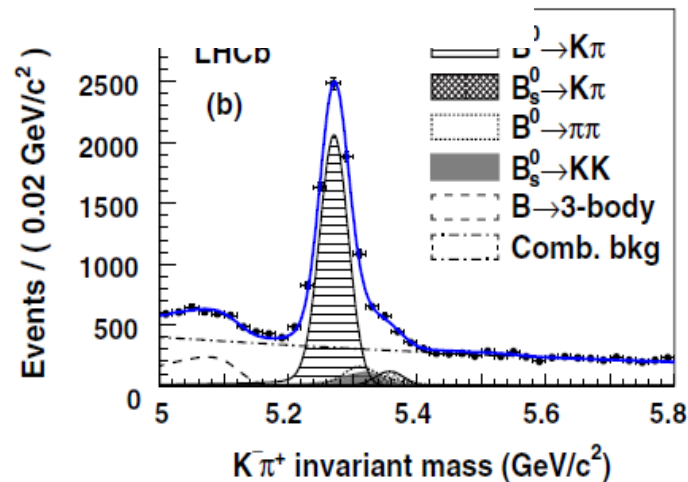 B⁰→Kπ
LHCb
B⁰ₛ→Kπ
(b)
B⁰→ππ
B⁰ₛ→KK
B→3-body
Comb. bkg
Events / ( 0.02 GeV/c²)
2500
2000
1500
1000
500
0
5
5.2
5.4
5.6
5.8
K⁻π⁺ invariant mass (GeV/c²)